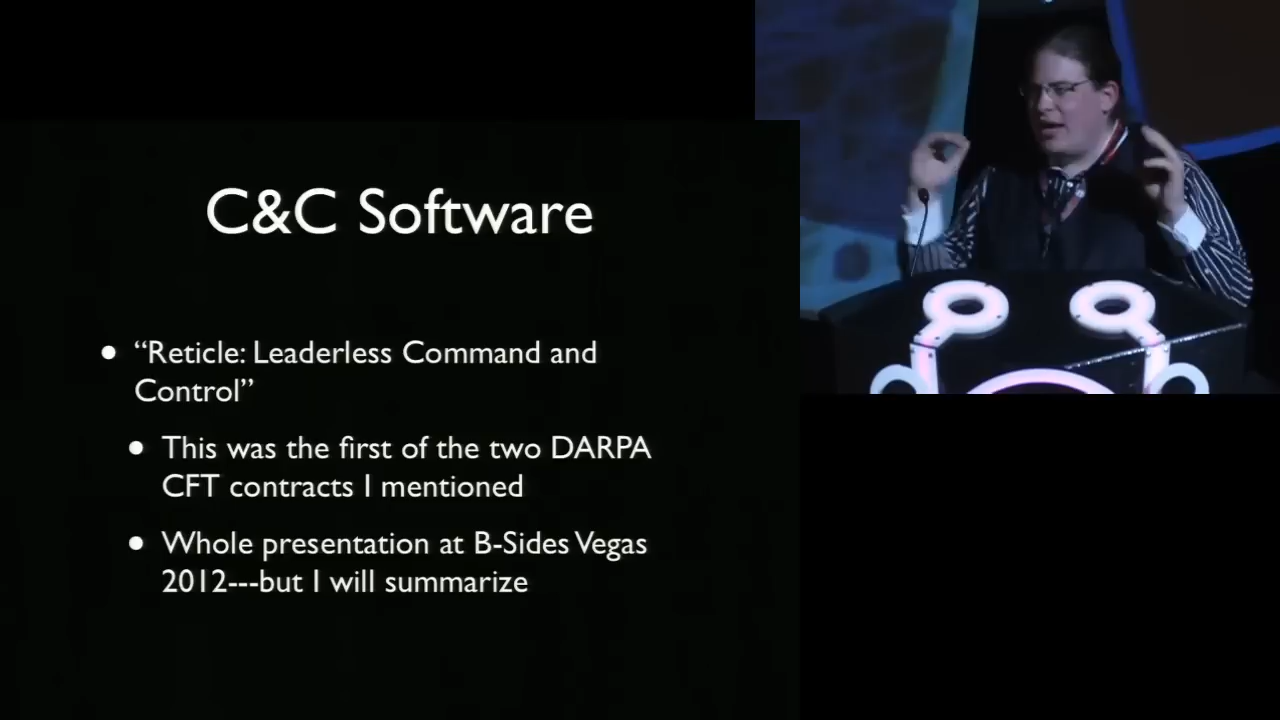 C&C Software
• “Reticle: Leaderless Command and
Control”
• This was the first of the two DARPA
CFT contracts I mentioned
• Whole presentation at B-Sides Vegas
2012---but I will summarize